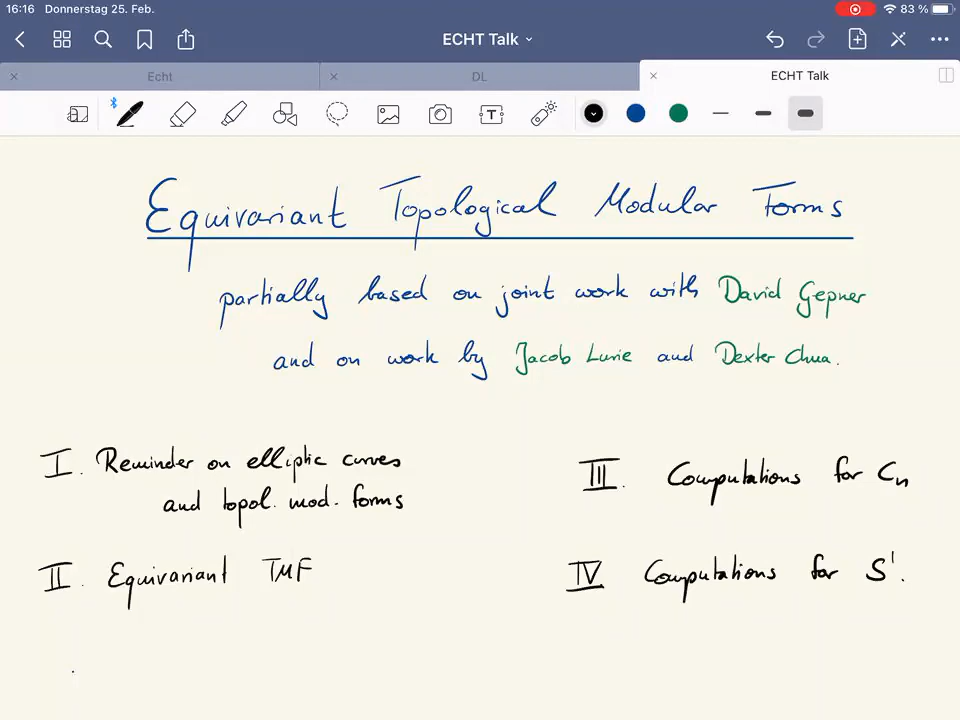 16:16 Donnerstag 25. Feb.
83 %
ECHT Talk
Echt
DL
ECHT Talk
Equivariant Topological Modular Forms
partially based on joint work with David Gepner
and on work by Jacob Lurie and Dexter Chua.
I. Reminder on elliptic curves
and topol. mod. forms
II. Equivariant TMF
III. Computations for Cn
IV Computations for S'.